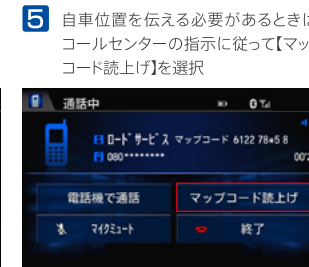 5 自車位置を伝える必要があるときは
コールセンターの指示に従って【マッ
コード読上げ】を選択
通話中
ロードサービス マップコード 6122 78*5 8
080********
00'2
電話機で通話 マップコード読上げ
マイクミュート 終了